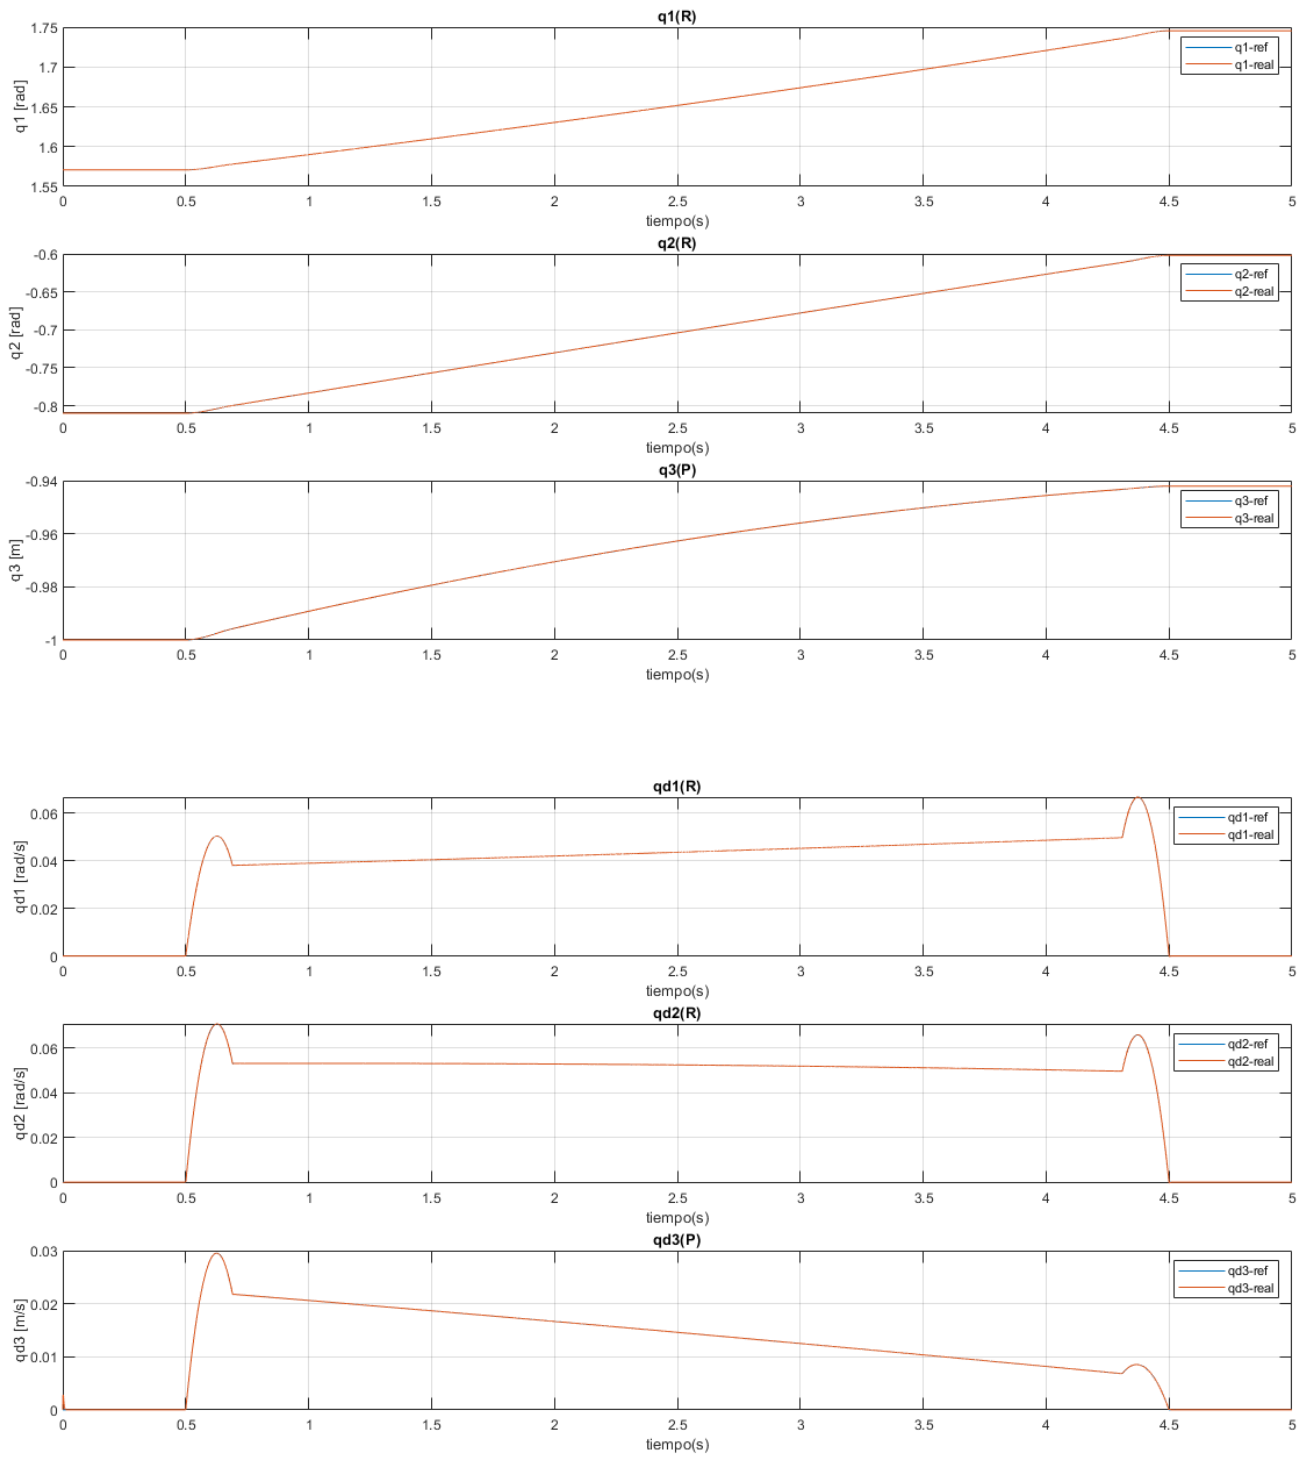 q1(R)
1.75
1.7
1.65
1.6
1.55
q1 [rad]
q1-ref
q1-real
0 0.5 1 1.5 2 2.5 3 3.5 4 4.5 5
tiempo(s)
q2(R)
-0.6
-0.65
-0.7
-0.75
-0.8
q2 [rad]
q2-ref
q2-real
0 0.5 1 1.5 2 2.5 3 3.5 4 4.5 5
tiempo(s)
q3(P)
-0.94
-0.96
-0.98
-1
q3 [m]
q3-ref
q3-real
0 0.5 1 1.5 2 2.5 3 3.5 4 4.5 5
tiempo(s)
qd1(R)
0.06
0.04
0.02
0
qd1 [rad/s]
qd1-ref
qd1-real
0 0.5 1 1.5 2 2.5 3 3.5 4 4.5 5
tiempo(s)
qd2(R)
0.06
0.04
0.02
0
qd2 [rad/s]
qd2-ref
qd2-real
0 0.5 1 1.5 2 2.5 3 3.5 4 4.5 5
tiempo(s)
qd3(P)
0.03
0.02
0.01
0
qd3 [m/s]
qd3-ref
qd3-real
0 0.5 1 1.5 2 2.5 3 3.5 4 4.5 5
tiempo(s)